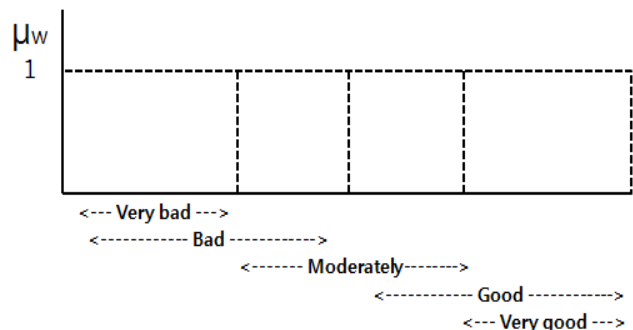 μw
1
<--- Very bad --->
<------------ Bad ------------>
<------- Moderately-------->
<------------ Good ------------>
<--- Very good --->